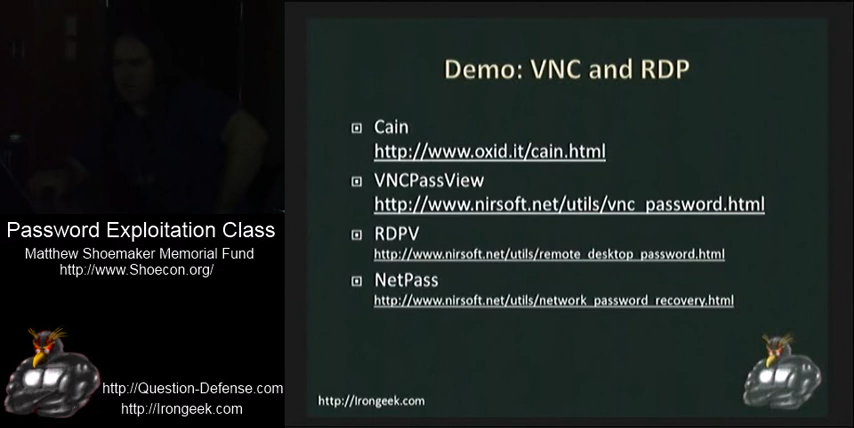 Demo: VNC and RDP
Cain
http://www.oxid.it/cain.html
VNCPassView
http://www.nirsoft.net/utils/vnc_password.html
RDPV
http://www.nirsoft.net/utils/remote_desktop_password.html
NetPass
http://www.nirsoft.net/utils/network_password_recovery.html
http://Irongeek.com
Password Exploitation Class
Matthew Shoemaker Memorial Fund
http://www.Shoecon.org/
http://Question-Defense.com
http://Irongeek.com